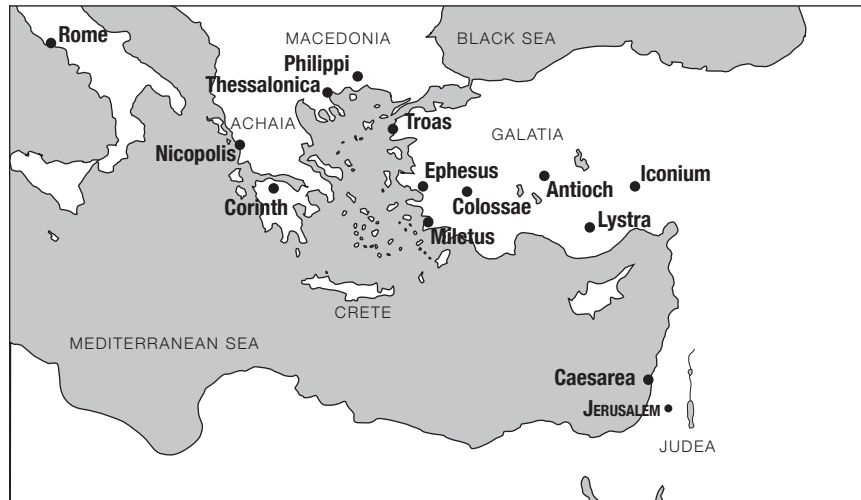 Rome
MACEDONIA
BLACK SEA
Philippi
Thessalonica
ACHAIA
Troas
GALATIA
Nicopolis
Ephesus
Iconium
Antioch
Corinth
Colossae
Lystra
Miletus
CRETE
MEDITERRANEAN SEA
Caesarea
JERUSALEM
JUDEA